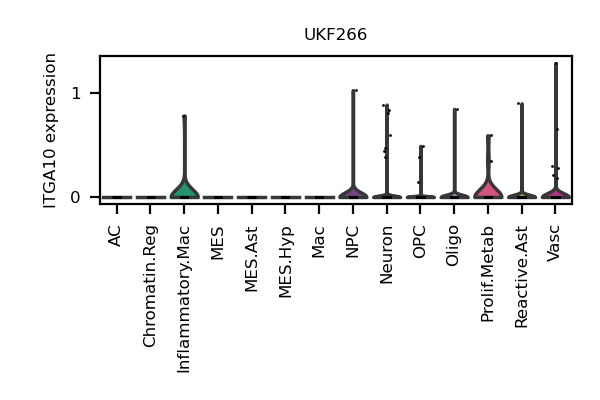 UKF266
ITGA10 expression
1
0
AC
Chromatin.Reg
Inflammatory.Mac
MES
MES.Ast
MES.Hyp
Mac
NPC
Neuron
OPC
Oligo
Prolif.Metab
Reactive.Ast
Vasc